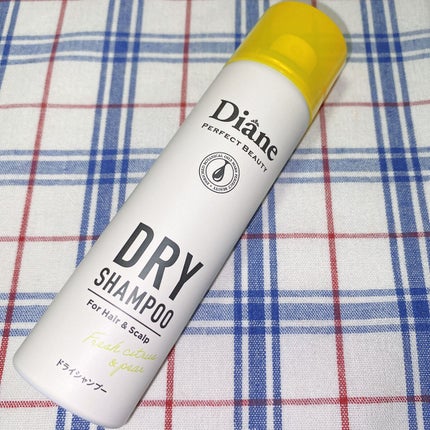 Diane
PERFECT BEAUTY
DRY
SHAMPOO
For Hair & Scalp
Fresh citrus
& pear
ドライシャンプー